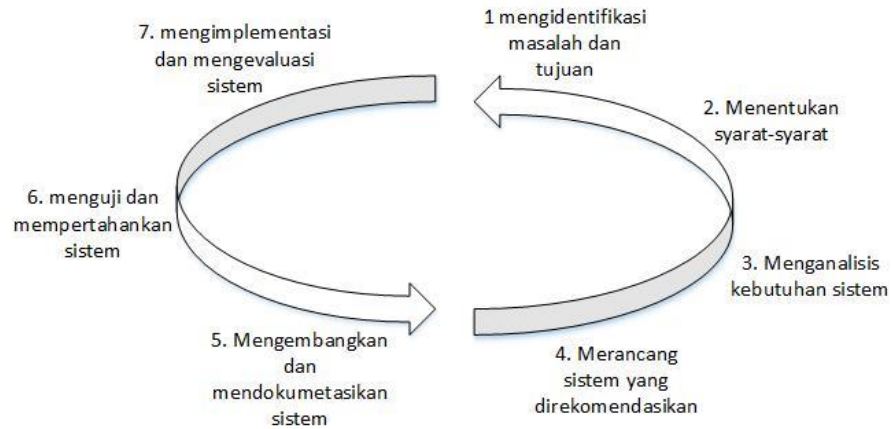 1 mengidentifikasi
masalah dan
tujuan
2. Menentukan
syarat-syarat
3. Menganalisis
kebutuhan sistem
4. Merancang
sistem yang
direkomendasikan
5. Mengembangkan
dan
mendokumetasikan
sistem
6. menguji dan
mempertahankan
sistem
7. mengimplementasi
dan mengevaluasi
sistem